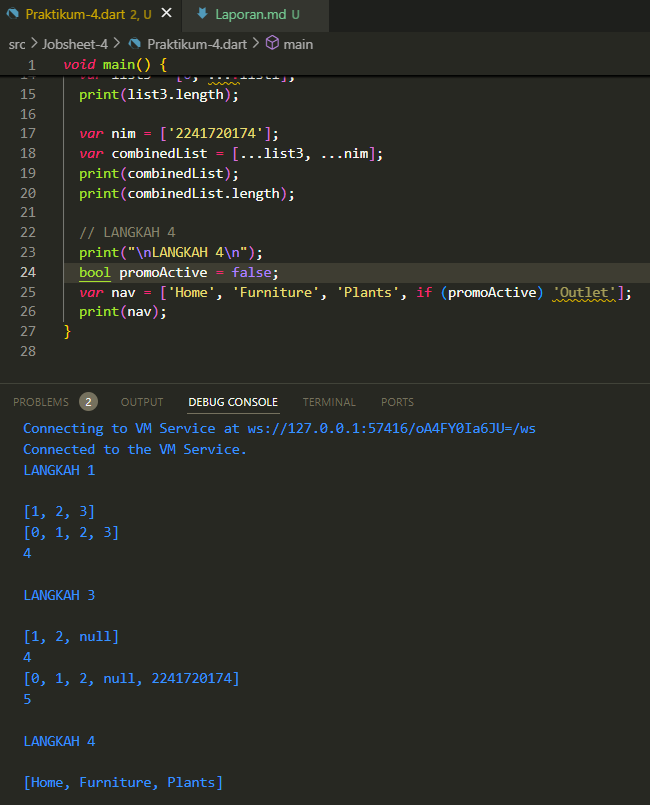 Praktikum-4.dart 2, U
Laporan.md U
src > Jobsheet-4 > Praktikum-4.dart > main
1 void main() {
15 print(list3.length);
16
17 var nim = ['2241720174'];
18 var combinedList = [...list3, ...nim];
19 print(combinedList);
20 print(combinedList.length);
21
22 // LANGKAH 4
23 print("\nLANGKAH 4\n");
24 bool promoActive = false;
25 var nav = ['Home', 'Furniture', 'Plants', if (promoActive) 'Outlet'];
26 print(nav);
27 }
28
PROBLEMS 2 OUTPUT DEBUG CONSOLE TERMINAL PORTS
Connecting to VM Service at ws://127.0.0.1:57416/oA4FY0Ia6JU=/ws
Connected to the VM Service.
LANGKAH 1
[1, 2, 3]
[0, 1, 2, 3]
4
LANGKAH 3
[1, 2, null]
4
[0, 1, 2, null, 2241720174]
5
LANGKAH 4
[Home, Furniture, Plants]